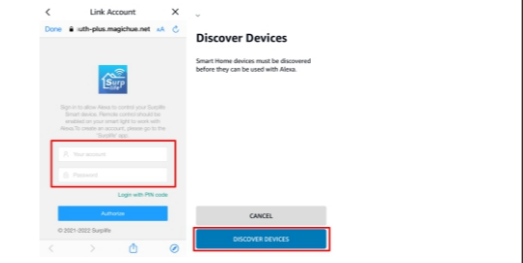 Link Account
Done
uth-plus.magichue.net
AA
Surp
Life
Sign in to allow Alexa to control your Surplife
Smart device. Remote control should be
enabled on your smart light to work with
Alexa.To create an account, please go to the
'Surplife' app.
Your account
Password
Login with PIN code
Authorize
© 2021-2022 Surplife
Discover Devices
Smart Home devices must be discovered
before they can be used with Alexa.
CANCEL
DISCOVER DEVICES